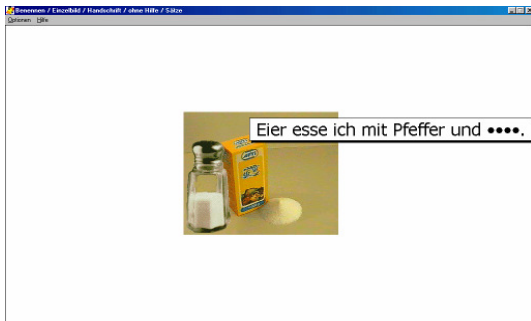 Benennen / Einzelbild / Handschrift / ohne Hilfe / Sätze
Optionen Hilfe
Eier esse ich mit Pfeffer und ••••.